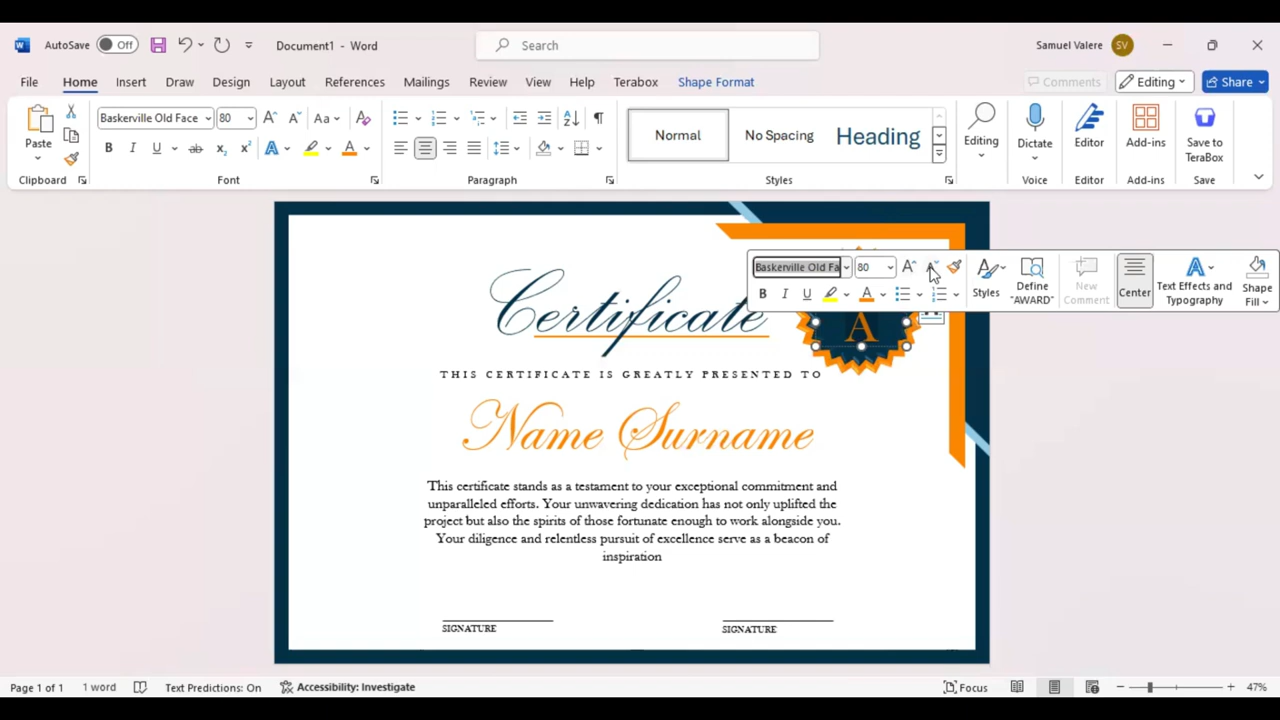 AutoSave Off Document1 - Word Search Samuel Valere SV
File Home Insert Draw Design Layout References Mailings Review View Help Terabox Shape Format Comments Editing Share
Paste Baskerville Old Face 80 Normal No Spacing Heading Editing Dictate Editor Add-ins Save to TeraBox
Clipboard Font Paragraph Styles Voice Editor Add-ins Save
Baskerville Old Fa 80 Styles Define "AWARD" New Comment Center Text Effects and Typography Shape Fill
Certificate
A
THIS CERTIFICATE IS GREATLY PRESENTED TO
Name Surname
This certificate stands as a testament to your exceptional commitment and
unparalleled efforts. Your unwavering dedication has not only uplifted the
project but also the spirits of those fortunate enough to work alongside you.
Your diligence and relentless pursuit of excellence serve as a beacon of
inspiration
SIGNATURE SIGNATURE
Page 1 of 1 1 word Text Predictions: On Accessibility: Investigate Focus 47%